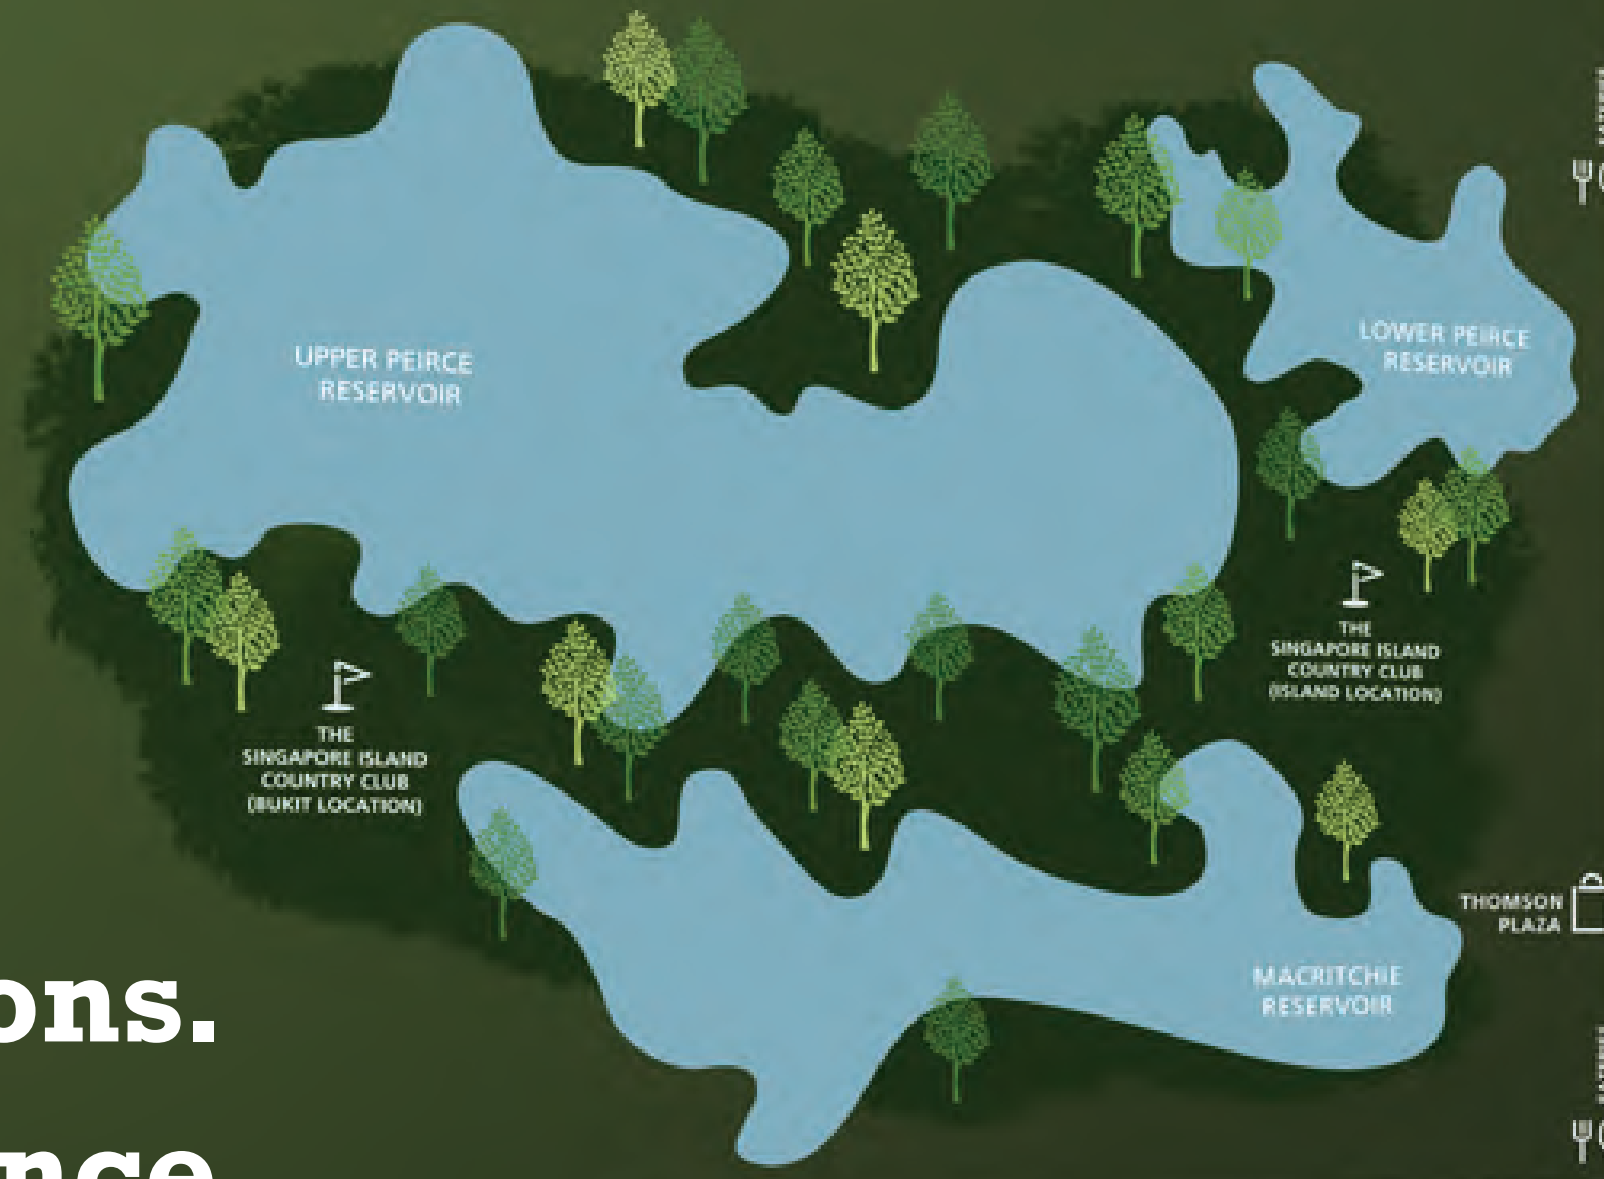 UPPER PEIRCE
RESERVOIR
LOWER PEIRCE
RESERVOIR
THE
SINGAPORE ISLAND
COUNTRY CLUB
(ISLAND LOCATION)
THE
SINGAPORE ISLAND
COUNTRY CLUB
(BUKIT LOCATION)
THOMSON
PLAZA
MACRITCHIE
RESERVOIR
ons.
nce